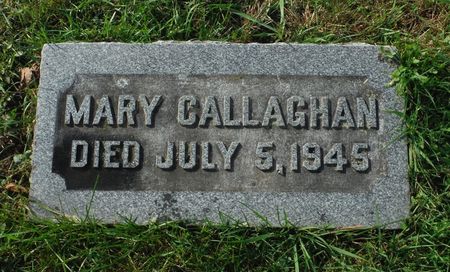 MARY CALLAGHAN
DIED JULY 5, 1945